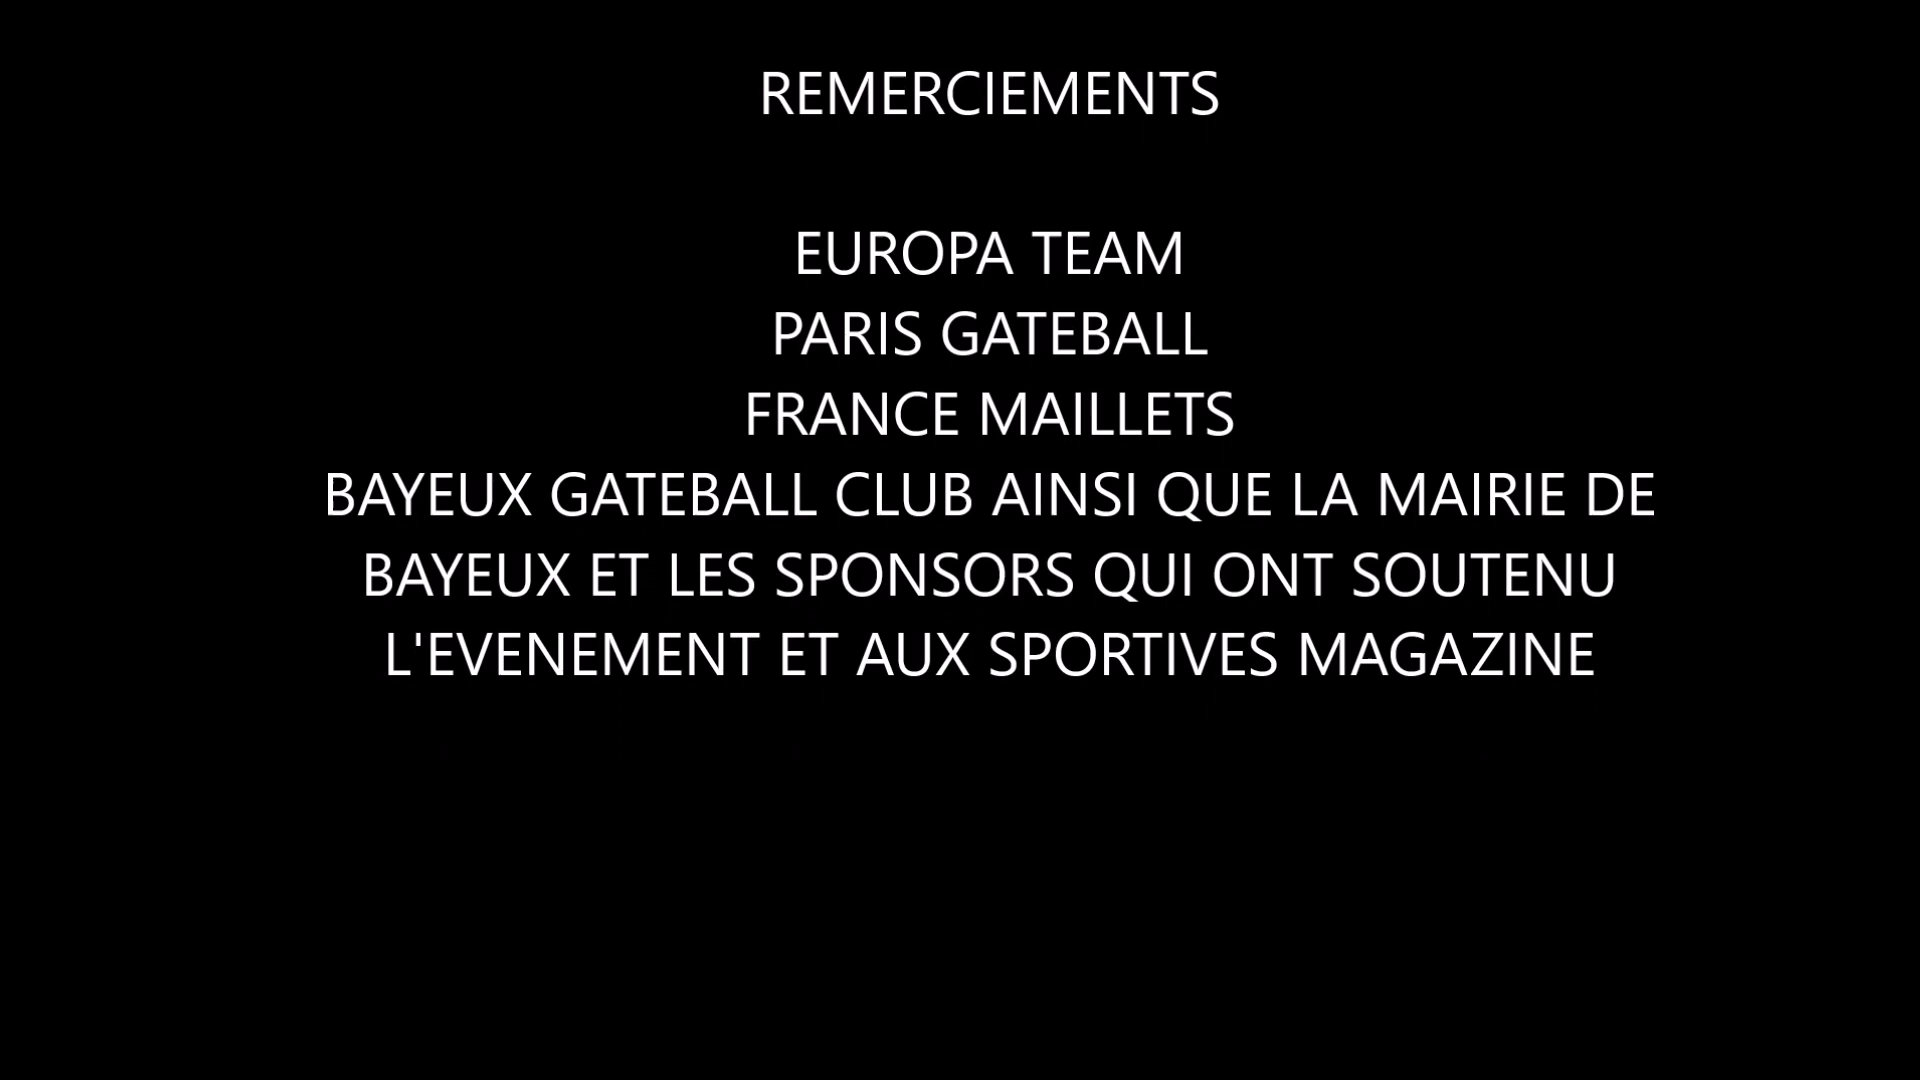 REMERCIEMENTS
EUROPA TEAM
PARIS GATEBALL
FRANCE MAILLETS
BAYEUX GATEBALL CLUB AINSI QUE LA MAIRIE DE
BAYEUX ET LES SPONSORS QUI ONT SOUTENU
L'EVENEMENT ET AUX SPORTIVES MAGAZINE